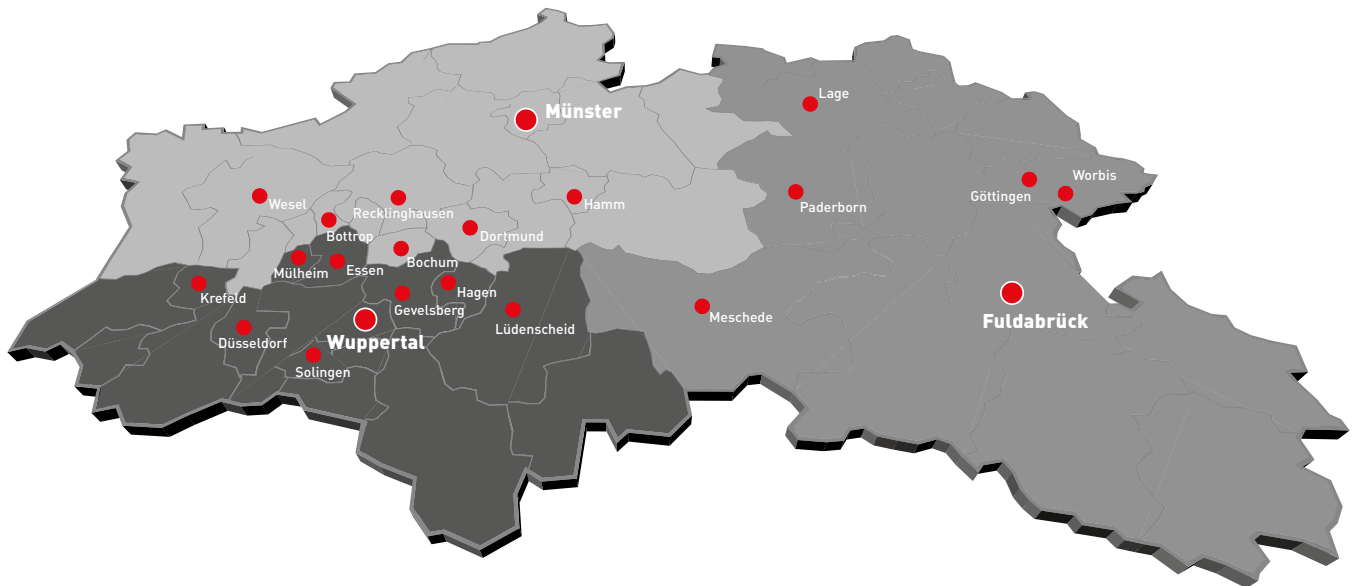 Lage
Münster
Worbis
Göttingen
Wesel
Recklinghausen
Hamm
Paderborn
Bottrop
Dortmund
Bochum
Mülheim
Essen
Krefeld
Hagen
Gevelsberg
Meschede
Fuldabrück
Lüdenscheid
Düsseldorf
Wuppertal
Solingen